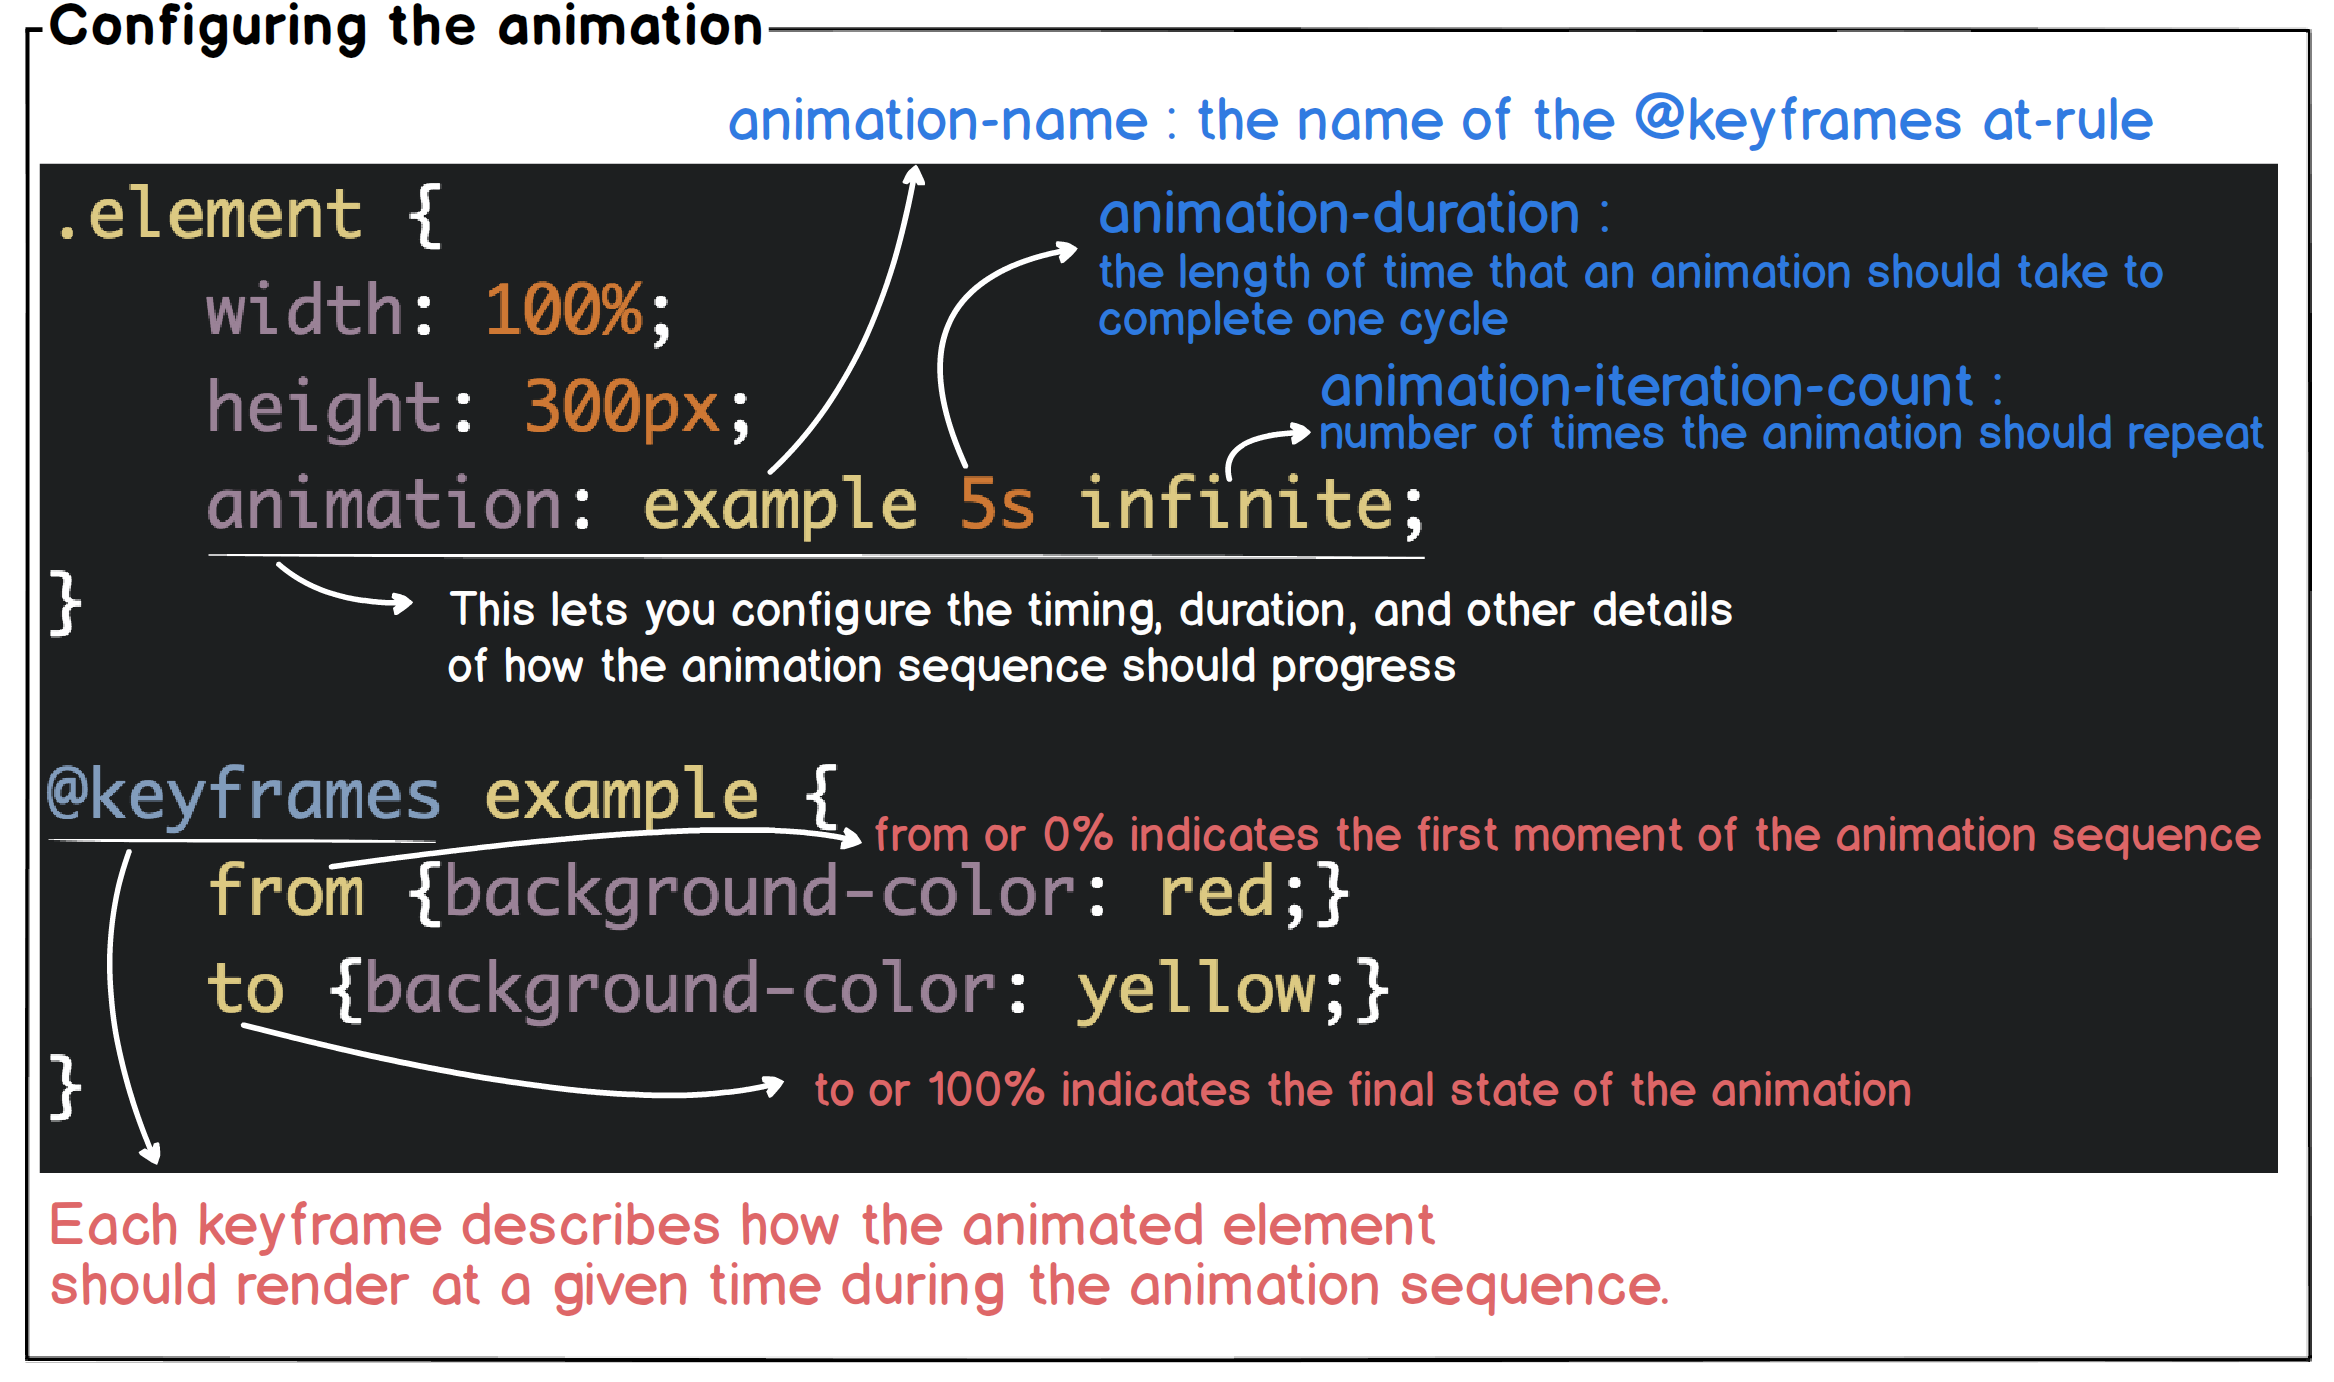 Configuring the animation
animation-name : the name of the @keyframes at-rule
.element {
animation-duration :
the length of time that an animation should take to
complete one cycle
width: 100%;
height: 300px;
animation-iteration-count :
number of times the animation should repeat
animation: example 5s infinite;
}
This lets you configure the timing, duration, and other details
of how the animation sequence should progress
@keyframes example {
from or 0% indicates the first moment of the animation sequence
from {background-color: red;}
to {background-color: yellow;}
}
to or 100% indicates the final state of the animation
Each keyframe describes how the animated element
should render at a given time during the animation sequence.